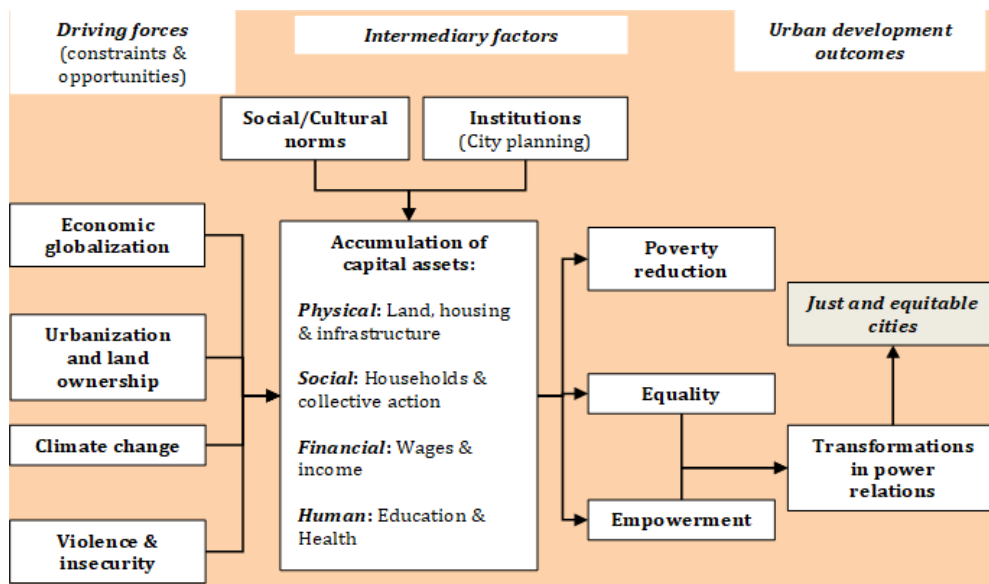 Driving forces
(constraints &
opportunities)
Intermediary factors
Urban development
outcomes
Social/Cultural
norms
Institutions
(City planning)
Economic
globalization
Urbanization
and land
ownership
Climate change
Violence &
insecurity
Accumulation of
capital assets:
Physical: Land, housing
& infrastructure
Social: Households &
collective action
Financial: Wages &
income
Human: Education &
Health
Poverty
reduction
Equality
Empowerment
Just and equitable
cities
Transformations
in power
relations